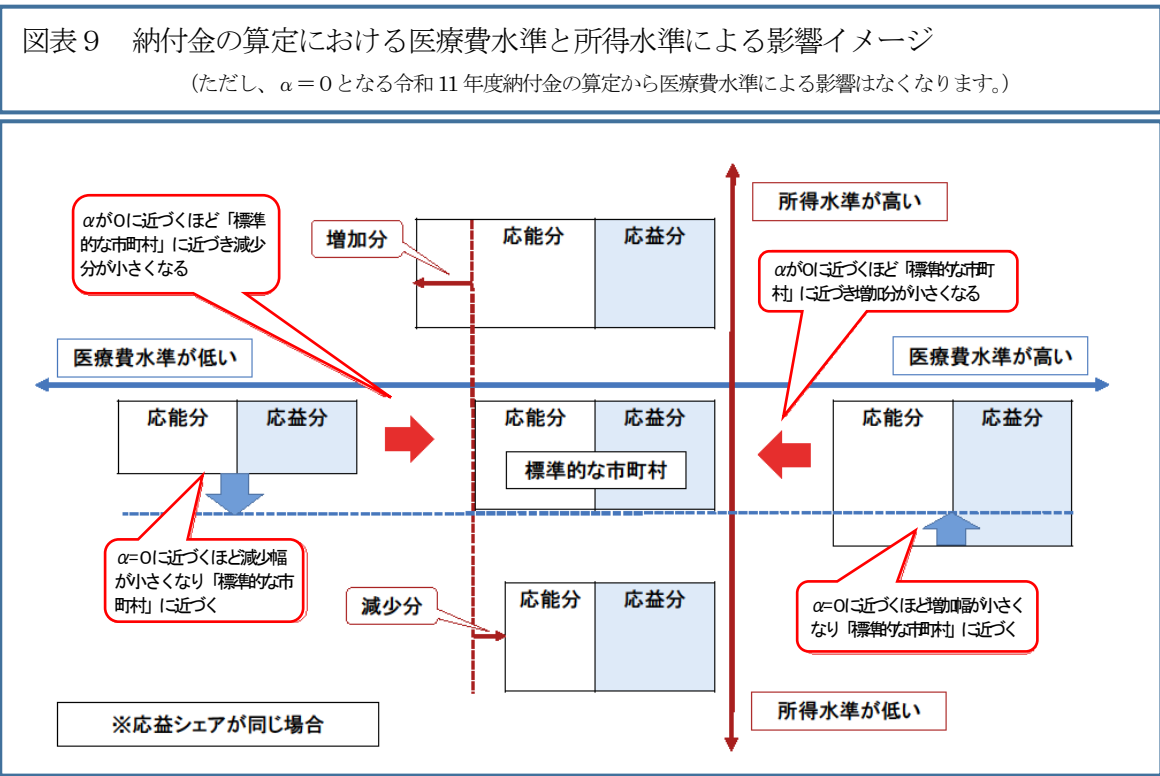 図表９　納付金の算定における医療費水準と所得水準による影響イメージ
（ただし、α＝０となる令和 11 年度納付金の算定から医療費水準による影響はなくなります。）
所得水準が高い
αが0に近づくほど「標準
的な市町村」に近づき減少
分が小さくなる
増加分
応能分
応益分
αが0に近づくほど「標準的な市町
村」に近づき増加分が小さくなる
医療費水準が低い
医療費水準が高い
応能分
応益分
応能分
応益分
標準的な市町村
応能分
応益分
α=0に近づくほど減少幅
が小さくなり「標準的な市
町村」に近づく
減少分
応能分
応益分
α=0に近づくほど増加幅が小さく
なり「標準的な市町村」に近づく
※応益シェアが同じ場合
所得水準が低い